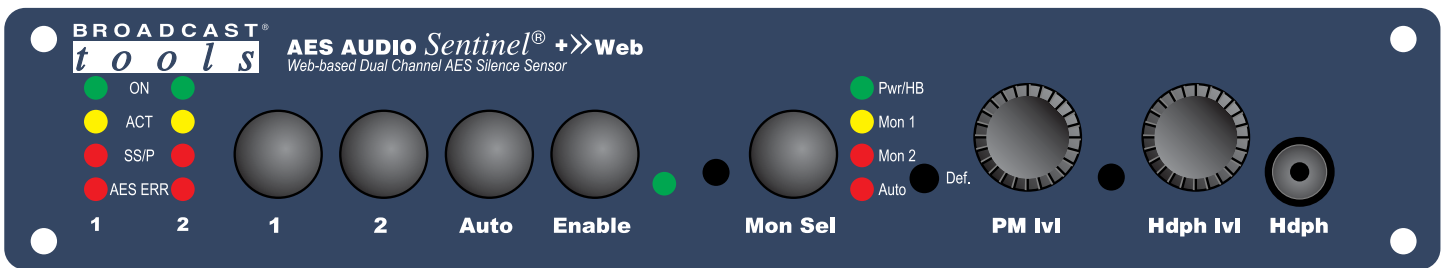 BROADCAST®
tools
AES AUDIO Sentinel® +>>Web
Web-based Dual Channel AES Silence Sensor
ON
ACT
SS/P
AES ERR
1 2
1 2 Auto Enable
Mon Sel
Pwr/HB
Mon 1
Mon 2
Auto
Def.
PM lvl
Hdph lvl
Hdph